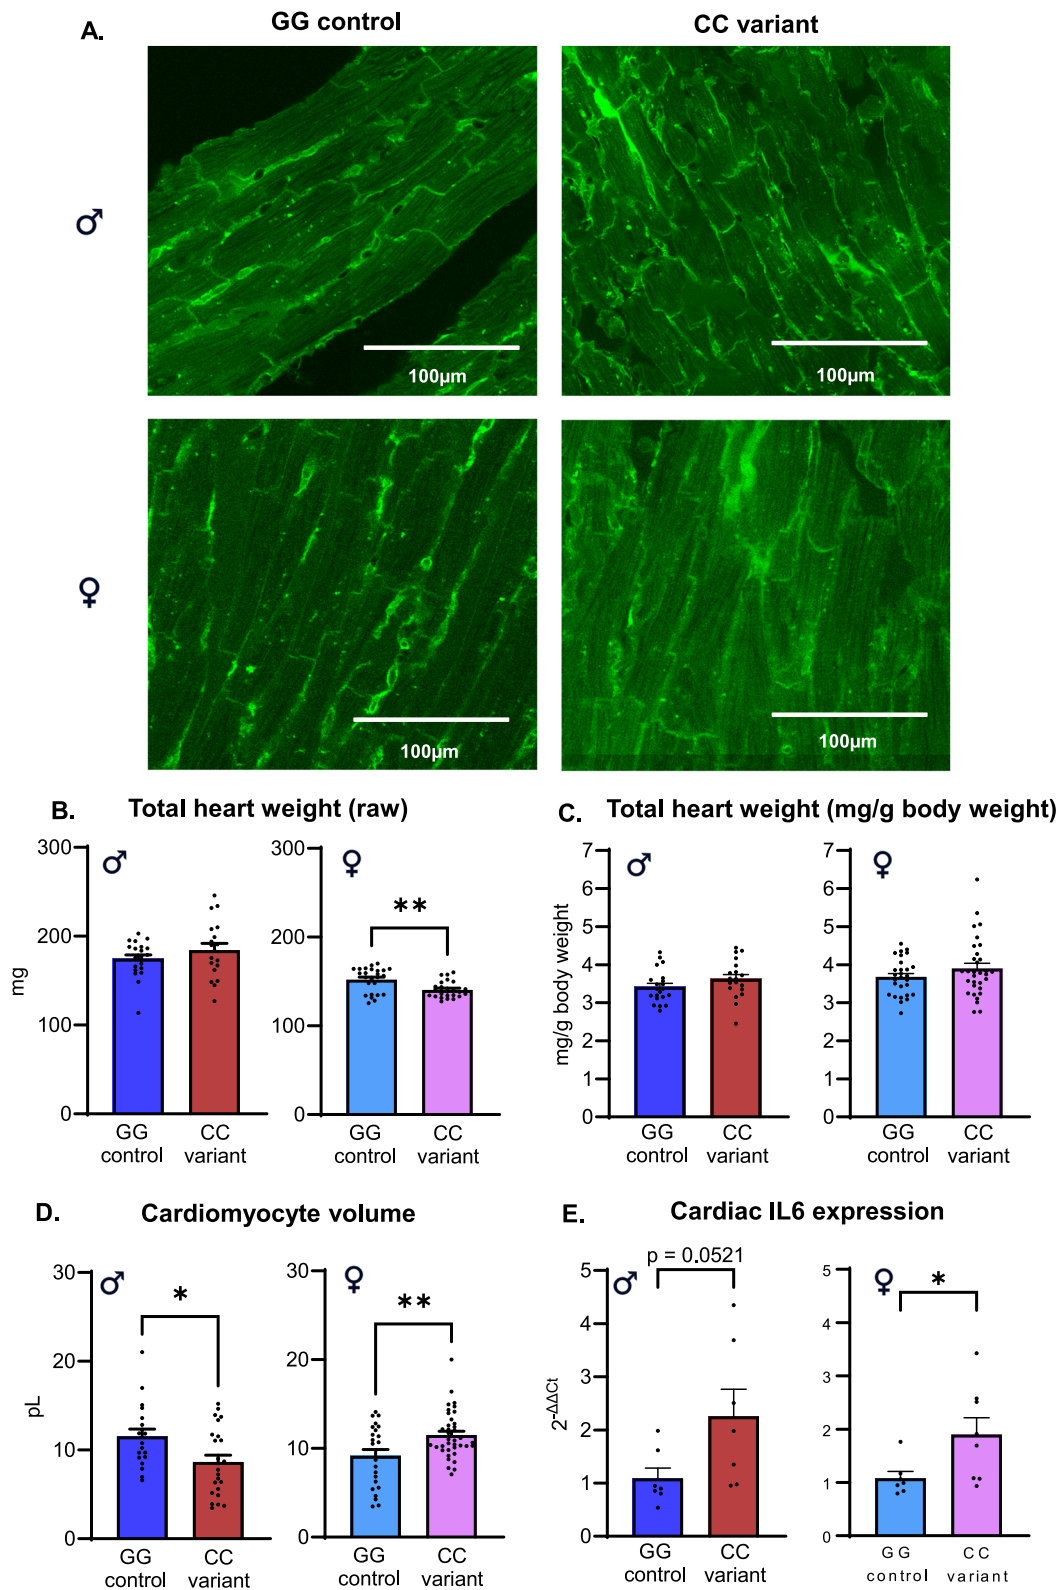 A.
GG control
CC variant
♂
100µm
100µm
♀
100µm
100µm
B.
Total heart weight (raw)
300
200
100
0
mg
♂
GG
control
CC
variant
300
200
100
0
♀
**
GG
control
CC
variant
C.
Total heart weight (mg/g body weight)
7
6
5
4
3
2
1
0
mg/g body weight
♂
GG
control
CC
variant
7
6
5
4
3
2
1
0
♀
GG
control
CC
variant
D.
Cardiomyocyte volume
30
20
10
0
pL
♂
*
GG
control
CC
variant
30
20
10
0
♀
**
GG
control
CC
variant
E.
Cardiac IL6 expression
5
4
3
2
1
0
2-ΔΔCt
♂
p = 0.0521
GG
control
CC
variant
5
4
3
2
1
0
♀
*
GG
control
CC
variant